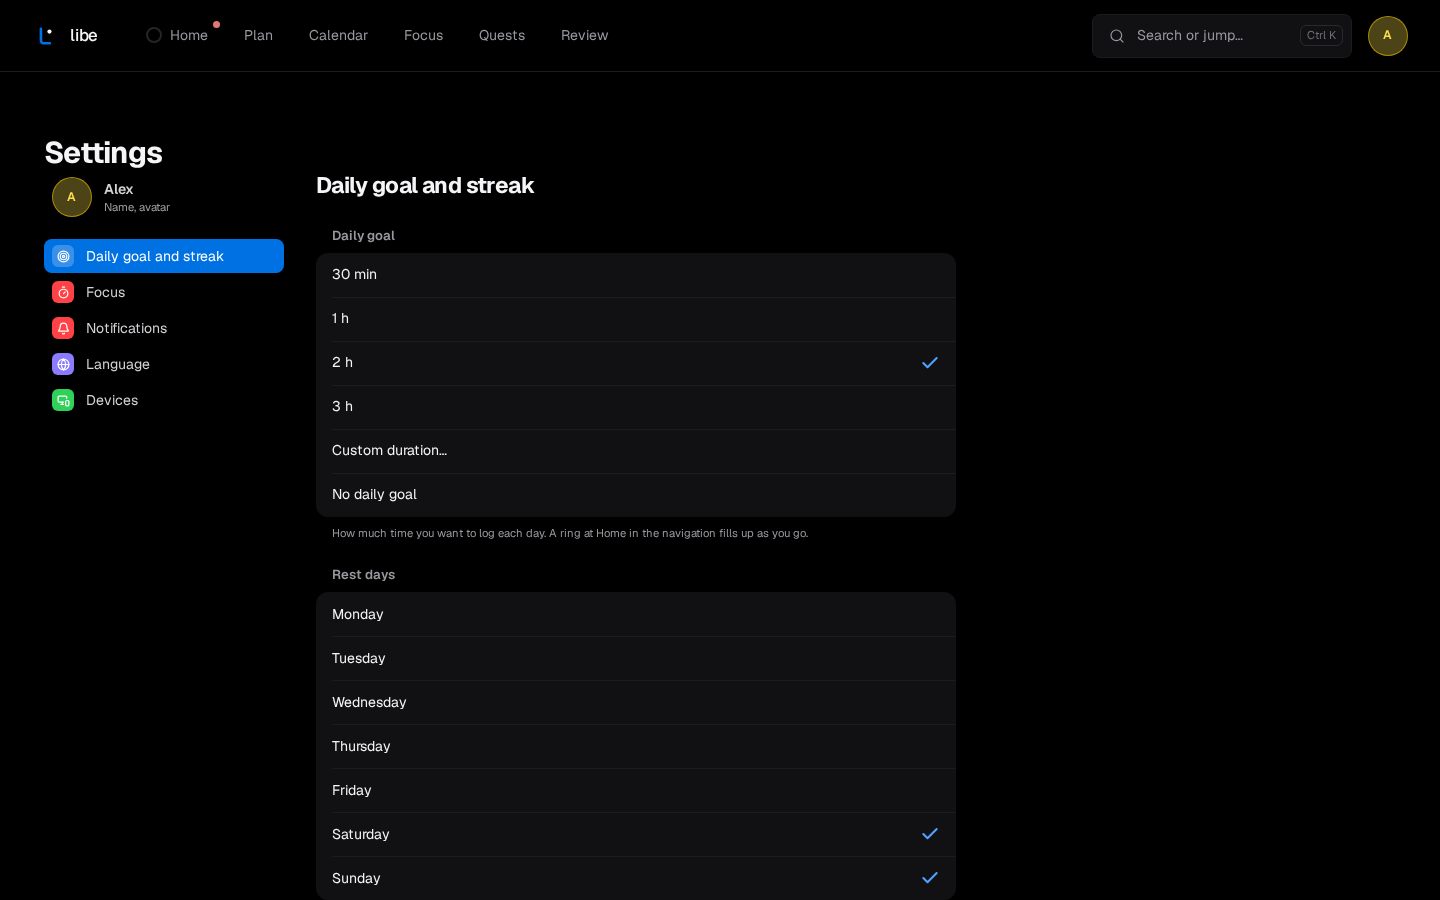 libe
Home
Plan
Calendar
Focus
Quests
Review
Search or jump...
Ctrl K
A
Settings
A
Alex
Name, avatar
Daily goal and streak
Focus
Notifications
Language
Devices
Daily goal and streak
Daily goal
30 min
1 h
2 h
3 h
Custom duration...
No daily goal
How much time you want to log each day. A ring at Home in the navigation fills up as you go.
Rest days
Monday
Tuesday
Wednesday
Thursday
Friday
Saturday
Sunday